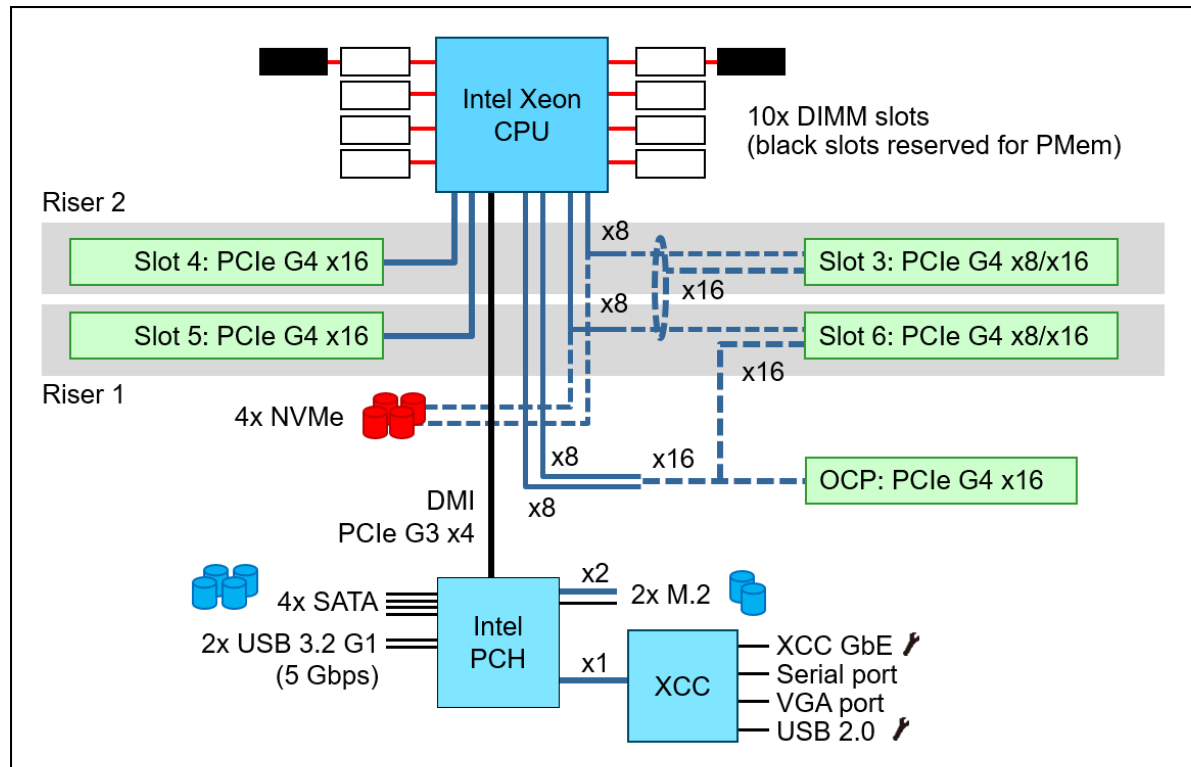 Intel Xeon
CPU
10x DIMM slots
(black slots reserved for PMem)
Riser 2
x8
Slot 4: PCIe G4 x16
Slot 3: PCIe G4 x8/x16
x16
x8
Slot 5: PCIe G4 x16
Slot 6: PCIe G4 x8/x16
Riser 1
x16
4x NVMe
x8
x16
OCP: PCIe G4 x16
x8
DMI
PCIe G3 x4
x2
4x SATA
2x M.2
Intel
PCH
2x USB 3.2 G1
(5 Gbps)
x1
XCC
XCC GbE
Serial port
VGA port
USB 2.0